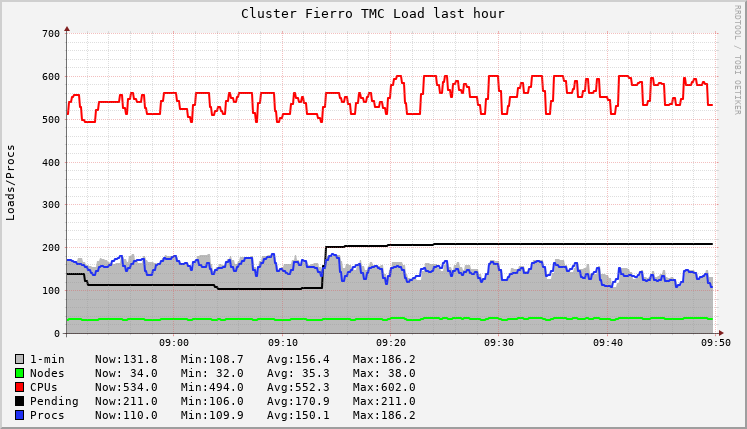 Cluster Fierro TMC Load last hour
RRDTOOL / TOBI OETIKER
Loads/Procs
700
600
500
400
300
200
100
0
09:00 09:10 09:20 09:30 09:40 09:50
1-min Now:131.8 Min:108.7 Avg:156.4 Max:186.2
Nodes Now: 34.0 Min: 32.0 Avg: 35.3 Max: 38.0
CPUs Now:534.0 Min:494.0 Avg:552.3 Max:602.0
Pending Now:211.0 Min:106.0 Avg:170.9 Max:211.0
Procs Now:110.0 Min:109.9 Avg:150.1 Max:186.2